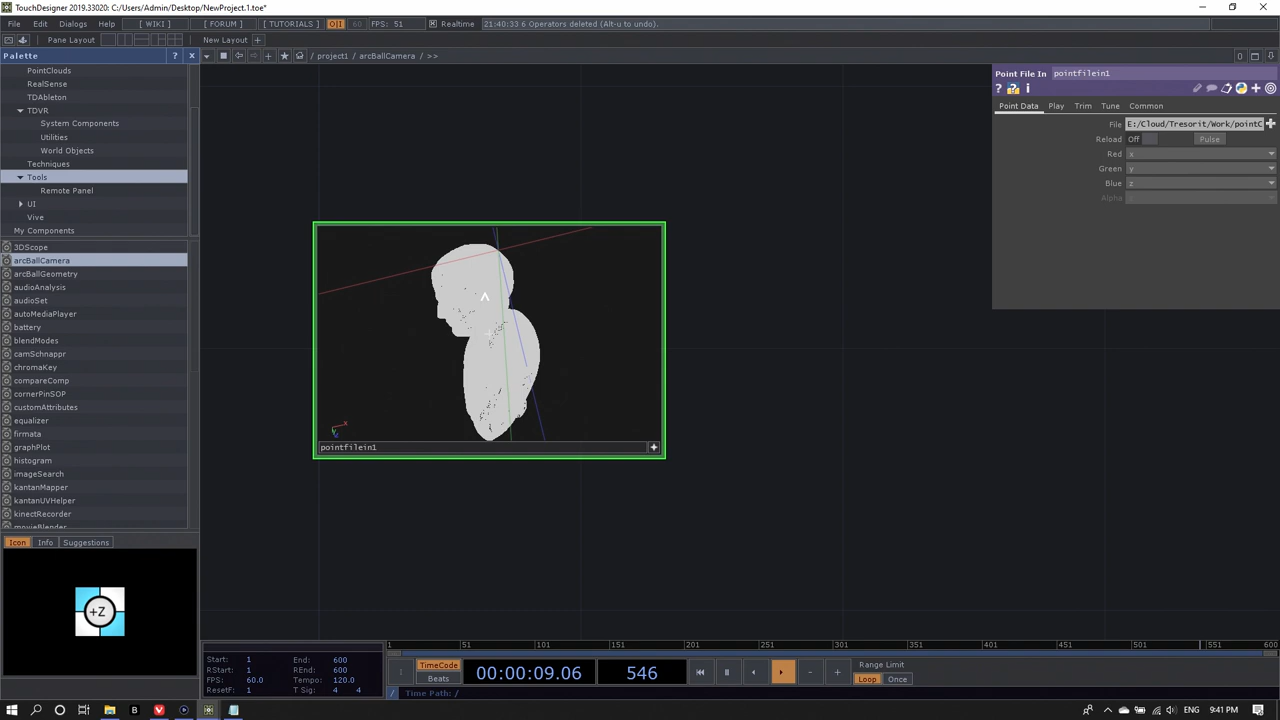 TouchDesigner 2019.33020: C:/Users/Admin/Desktop/NewProject.1.toe*
File Edit Dialogs Help [ WIKI ] [ FORUM ] [ TUTORIALS ] O|I 60 FPS: 51 Realtime 21:40:33 6 Operators deleted (Alt-u to undo).
Pane Layout New Layout +
Palette ? x
/ project1 / arcBallCamera / >>
PointClouds
RealSense
TDAbleton
TDVR
System Components
Utilities
World Objects
Techniques
Tools
Remote Panel
UI
Vive
My Components
3DScope
arcBallCamera
arcBallGeometry
audioAnalysis
audioSet
autoMediaPlayer
battery
blendModes
camSchnappr
chromaKey
compareComp
cornerPinSOP
customAttributes
equalizer
firmata
graphPlot
histogram
imageSearch
kantanMapper
kantanUVHelper
kinectRecorder
movieBlender
Icon Info Suggestions
+Z
x
pointfilein1
Point File In pointfilein1
? i
Point Data Play Trim Tune Common
File E:/Cloud/Tresorit/Work/pointC
Reload Off Pulse
Red x
Green y
Blue z
Alpha
1 51 101 151 201 251 301 351 401 451 501 551 600
Start: 1 End: 600
RStart: 1 REnd: 600
FPS: 60.0 Tempo: 120.0
ResetF: 1 T Sig: 4 4
TimeCode
Beats
00:00:09.06
546
Range Limit
Loop Once
/ Time Path: /
ENG 9:41 PM